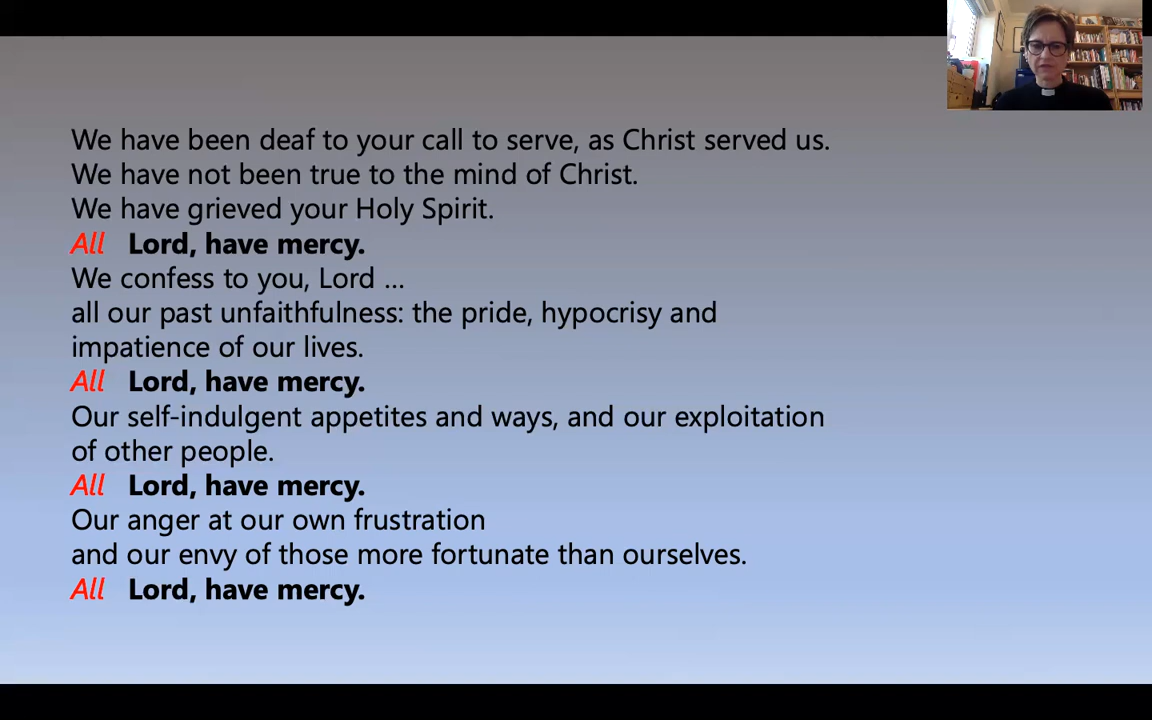 We have been deaf to your call to serve, as Christ served us.
We have not been true to the mind of Christ.
We have grieved your Holy Spirit.
All Lord, have mercy.
We confess to you, Lord ...
all our past unfaithfulness: the pride, hypocrisy and
impatience of our lives.
All Lord, have mercy.
Our self-indulgent appetites and ways, and our exploitation
of other people.
All Lord, have mercy.
Our anger at our own frustration
and our envy of those more fortunate than ourselves.
All Lord, have mercy.